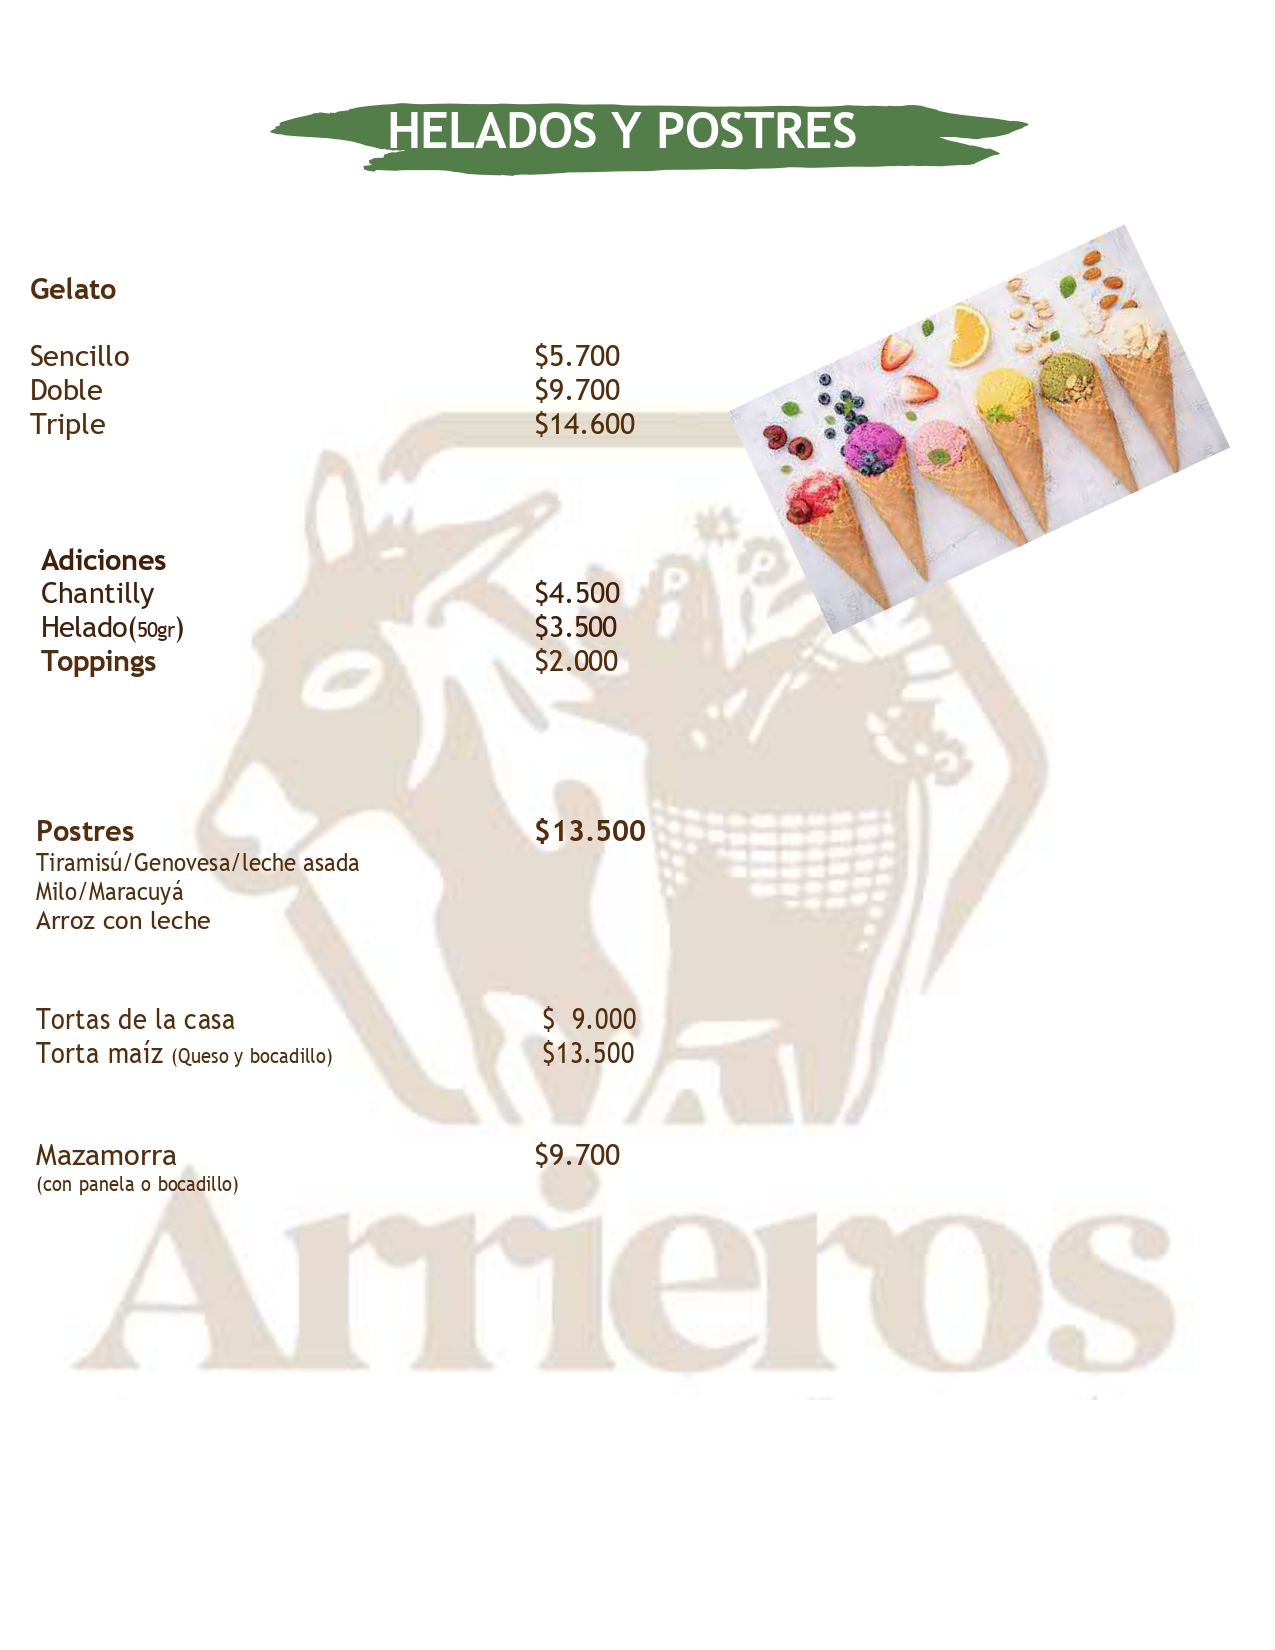 HELADOS Y POSTRES
Gelato
Sencillo $5.700
Doble $9.700
Triple $14.600
Adiciones
Chantilly $4.500
Helado(50gr) $3.500
Toppings $2.000
Postres $13.500
Tiramisú/Genovesa/leche asada
Milo/Maracuyá
Arroz con leche
Tortas de la casa $ 9.000
Torta maíz (Queso y bocadillo) $13.500
Mazamorra $9.700
(con panela o bocadillo)
Arrieros